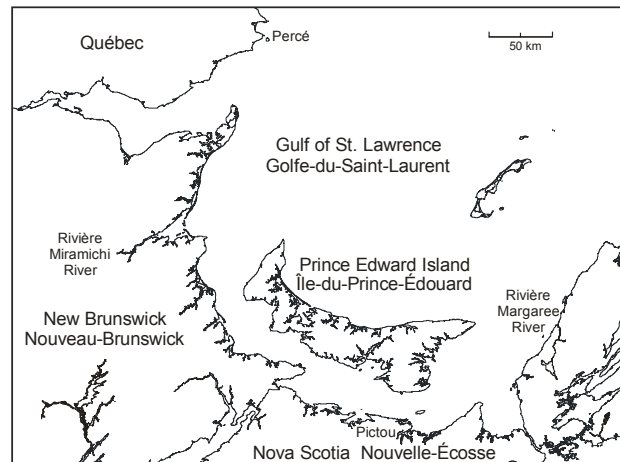 Québec
Percé
50 km
Gulf of St. Lawrence
Golfe-du-Saint-Laurent
Rivière
Miramichi
River
Prince Edward Island
Île-du-Prince-Édouard
Rivière
Margaree
River
New Brunswick
Nouveau-Brunswick
Pictou
Nova Scotia Nouvelle-Écosse